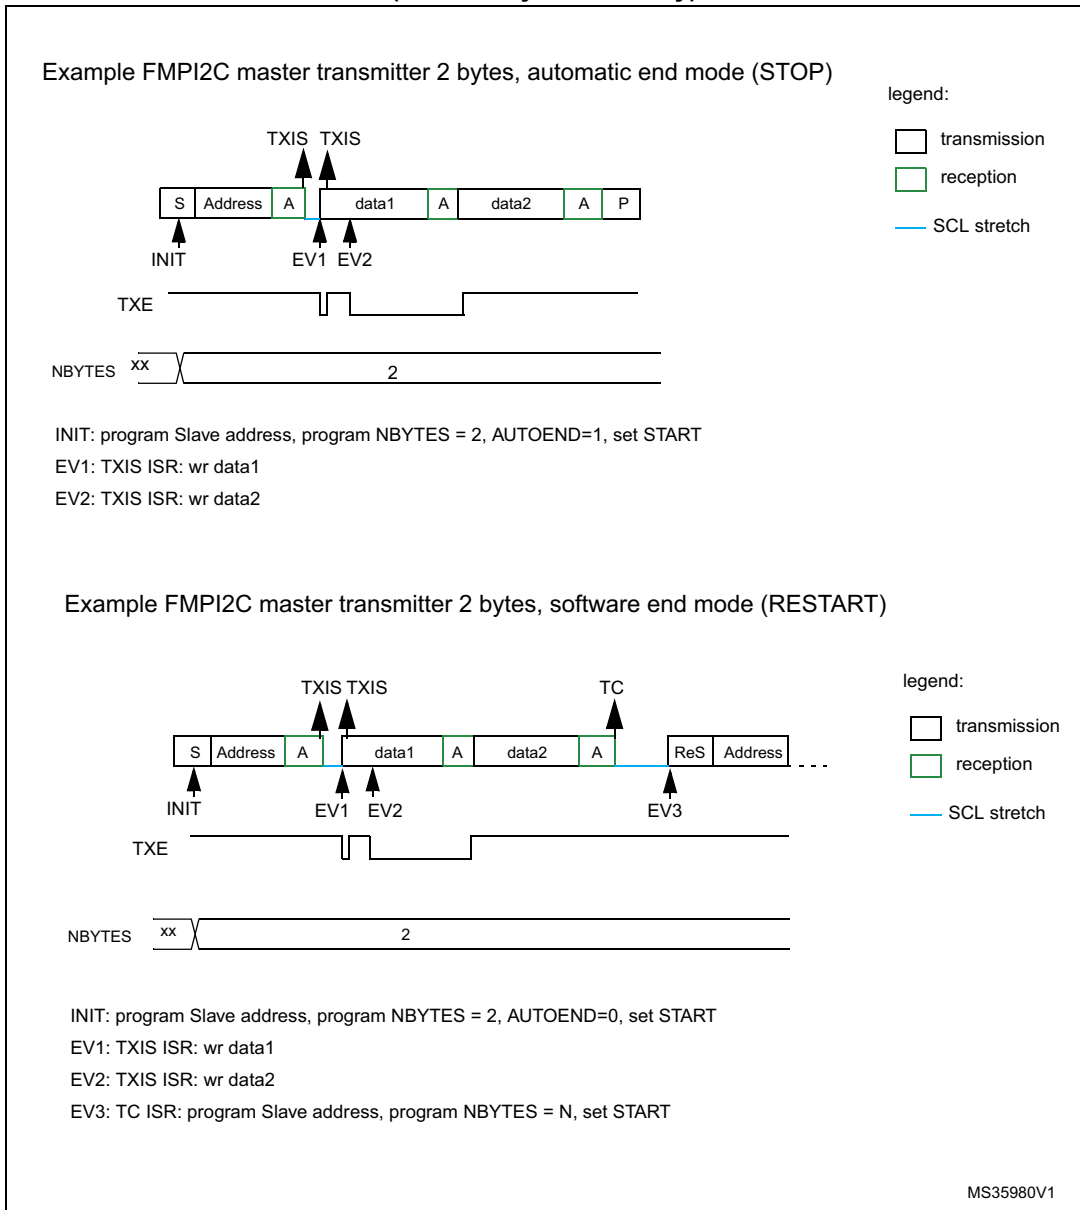 Example FMPI2C master transmitter 2 bytes, automatic end mode (STOP)
legend:
transmission
reception
SCL stretch
TXIS TXIS
S Address A data1 A data2 A P
INIT EV1 EV2
TXE
NBYTES xx 2
INIT: program Slave address, program NBYTES = 2, AUTOEND=1, set START
EV1: TXIS ISR: wr data1
EV2: TXIS ISR: wr data2
Example FMPI2C master transmitter 2 bytes, software end mode (RESTART)
legend:
transmission
reception
SCL stretch
TXIS TXIS TC
S Address A data1 A data2 A ReS Address
INIT EV1 EV2 EV3
TXE
NBYTES xx 2
INIT: program Slave address, program NBYTES = 2, AUTOEND=0, set START
EV1: TXIS ISR: wr data1
EV2: TXIS ISR: wr data2
EV3: TC ISR: program Slave address, program NBYTES = N, set START
MS35980V1